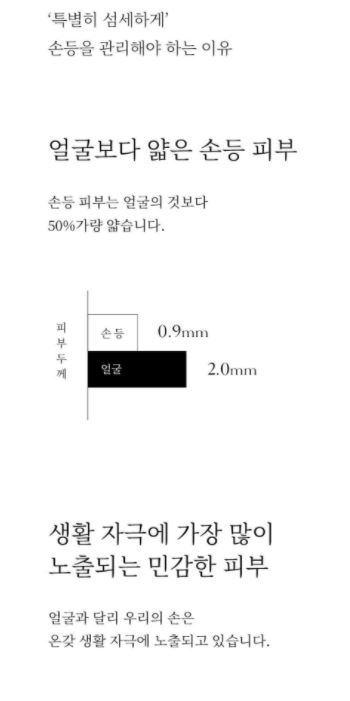 ‘특별히 섬세하게’
손등을 관리해야 하는 이유
얼굴보다 얇은 손등 피부
손등 피부는 얼굴의 것보다
50%가량 얇습니다.
피부두께
손등 0.9mm
얼굴 2.0mm
생활 자극에 가장 많이
노출되는 민감한 피부
얼굴과 달리 우리의 손은
온갖 생활 자극에 노출되고 있습니다.